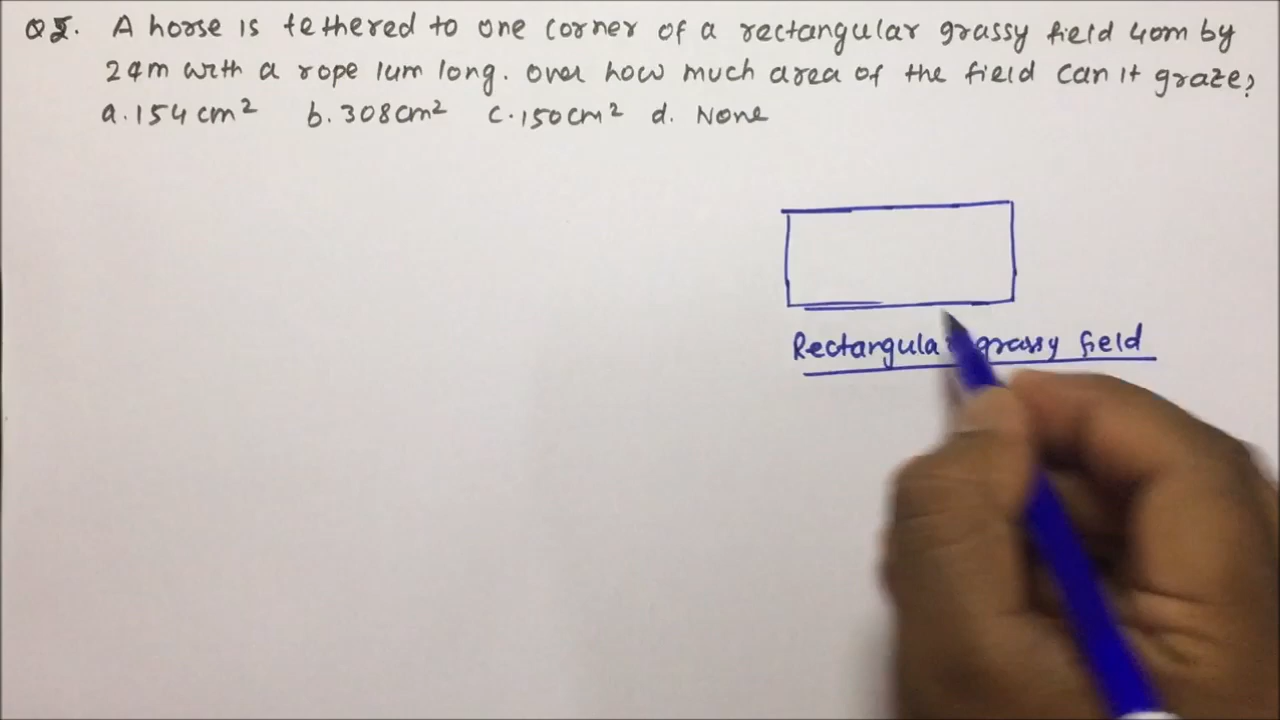 Q5. A horse is tethered to one corner of a rectangular grassy field 40m by
24m with a rope 14m long. Over how much area of the field can it graze?
a. 154 cm² b. 308 cm² c. 150 cm² d. None
Rectangular grassy field